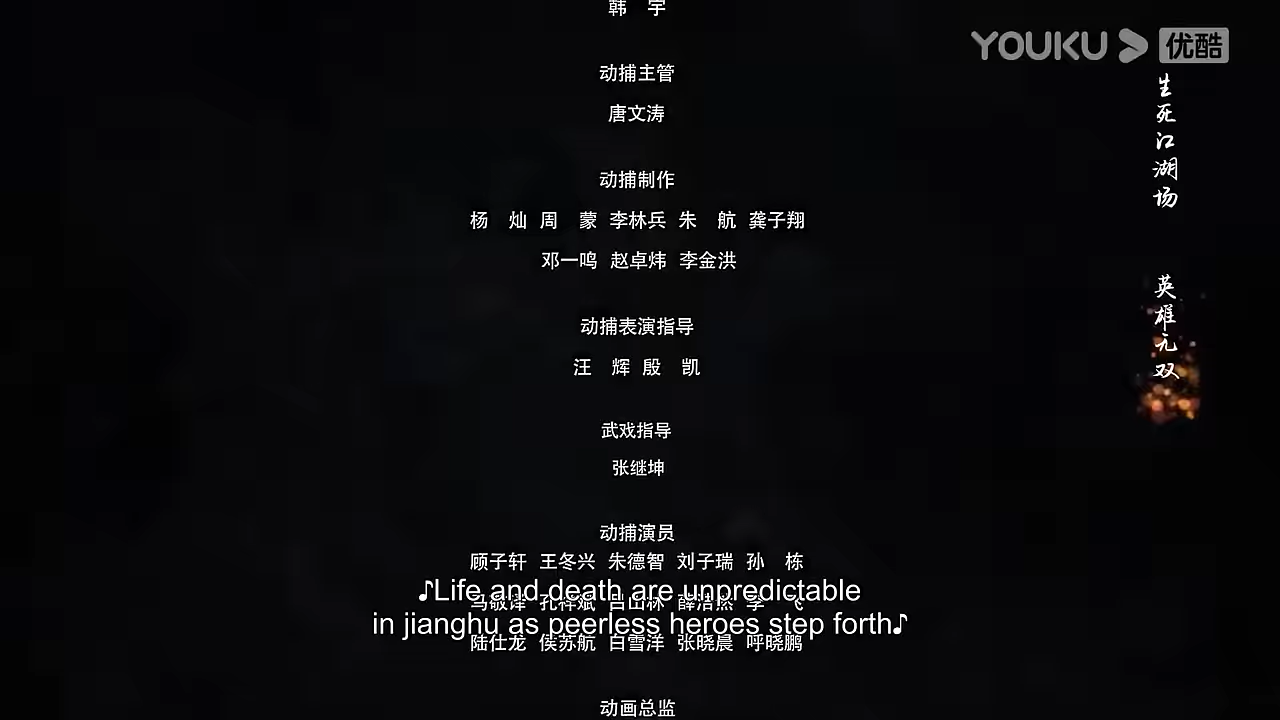 韩 宇
YOUKU 优酷
动捕主管
唐文涛
动捕制作
杨 灿 周 蒙 李林兵 朱 航 龚子翔
邓一鸣 赵卓炜 李金洪
动捕表演指导
汪 辉 殷 凯
武戏指导
张继坤
动捕演员
顾子轩 王冬兴 朱德智 刘子瑞 孙 栋
♪Life and death are unpredictable
in jianghu as peerless heroes step forth♪
陆仕龙 侯苏航 白雪洋 张晓晨 呼晓鹏
动画总监
生死江湖场
英雄无双